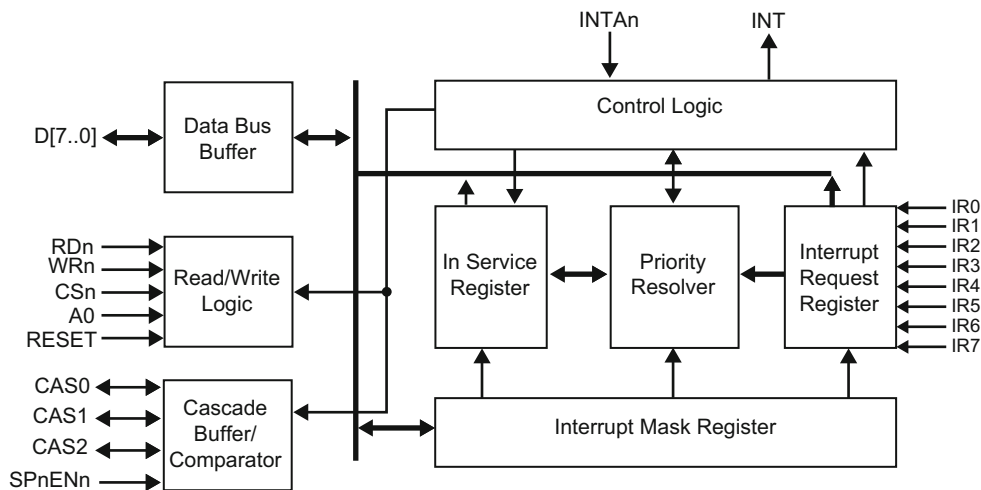 INTAn
INT
Control Logic
D[7..0]
Data Bus
Buffer
RDn
WRn
CSn
A0
RESET
Read/Write
Logic
In Service
Register
Priority
Resolver
Interrupt
Request
Register
IR0
IR1
IR2
IR3
IR4
IR5
IR6
IR7
CAS0
CAS1
CAS2
SPnENn
Cascade
Buffer/
Comparator
Interrupt Mask Register